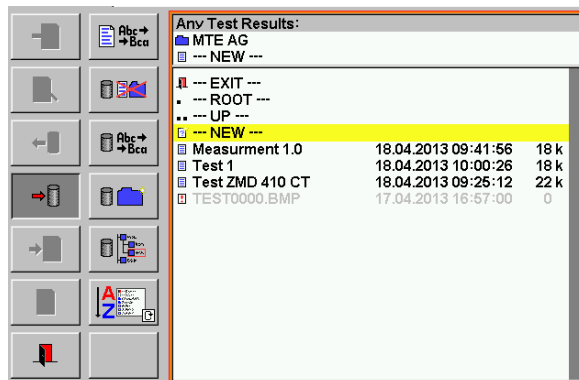 Abc→
→Bca
Abc→
→Bca
A
Z
Any Test Results:
MTE AG
--- NEW ---
--- EXIT ---
--- ROOT ---
--- UP ---
--- NEW ---
Measurment 1.0 18.04.2013 09:41:56 18 k
Test 1 18.04.2013 10:00:26 18 k
Test ZMD 410 CT 18.04.2013 09:25:12 22 k
TEST0000.BMP 17.04.2013 16:57:00 0